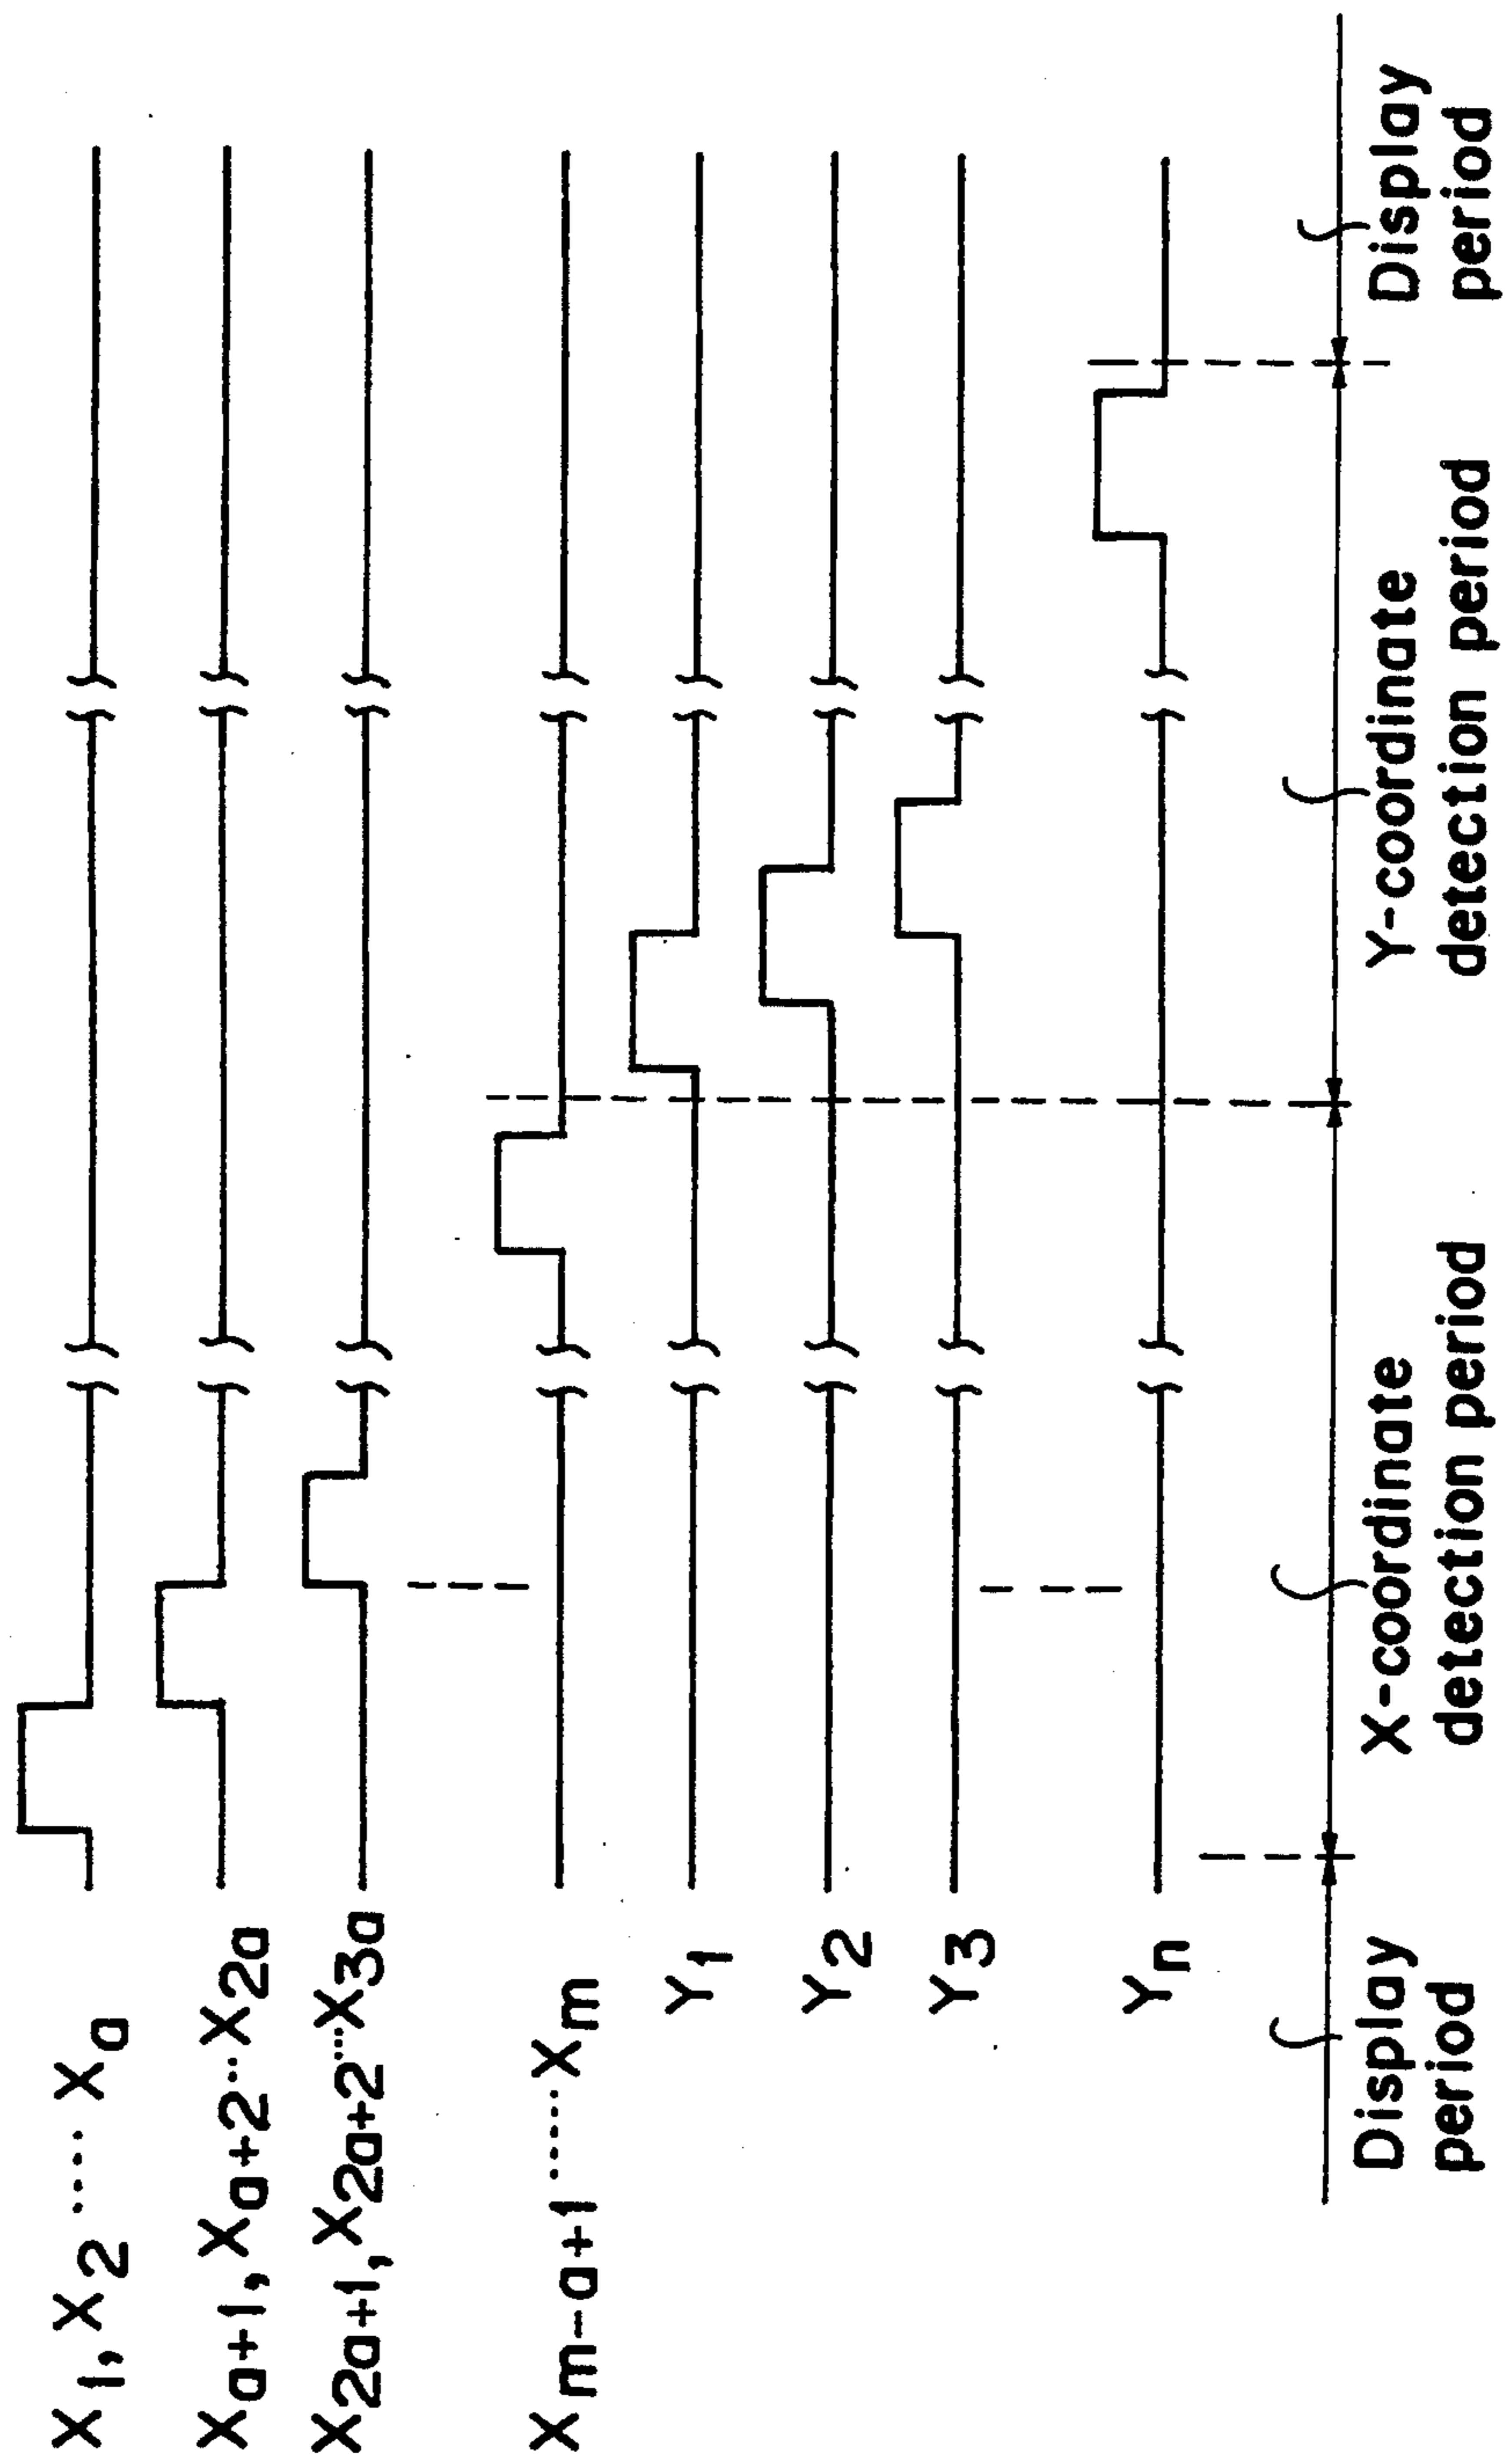 X₁, X₂ ····· Xₐ
Xₐ₊₁, Xₐ₊₂···X₂ₐ
X₂ₐ₊₁, X₂ₐ₊₂···X₃ₐ
Xₘ₋ₐ₊₁·····Xₘ
Y₁
Y₂
Y₃
Yₙ
Display
period
X-coordinate
detection period
Y-coordinate
detection period
Display
period